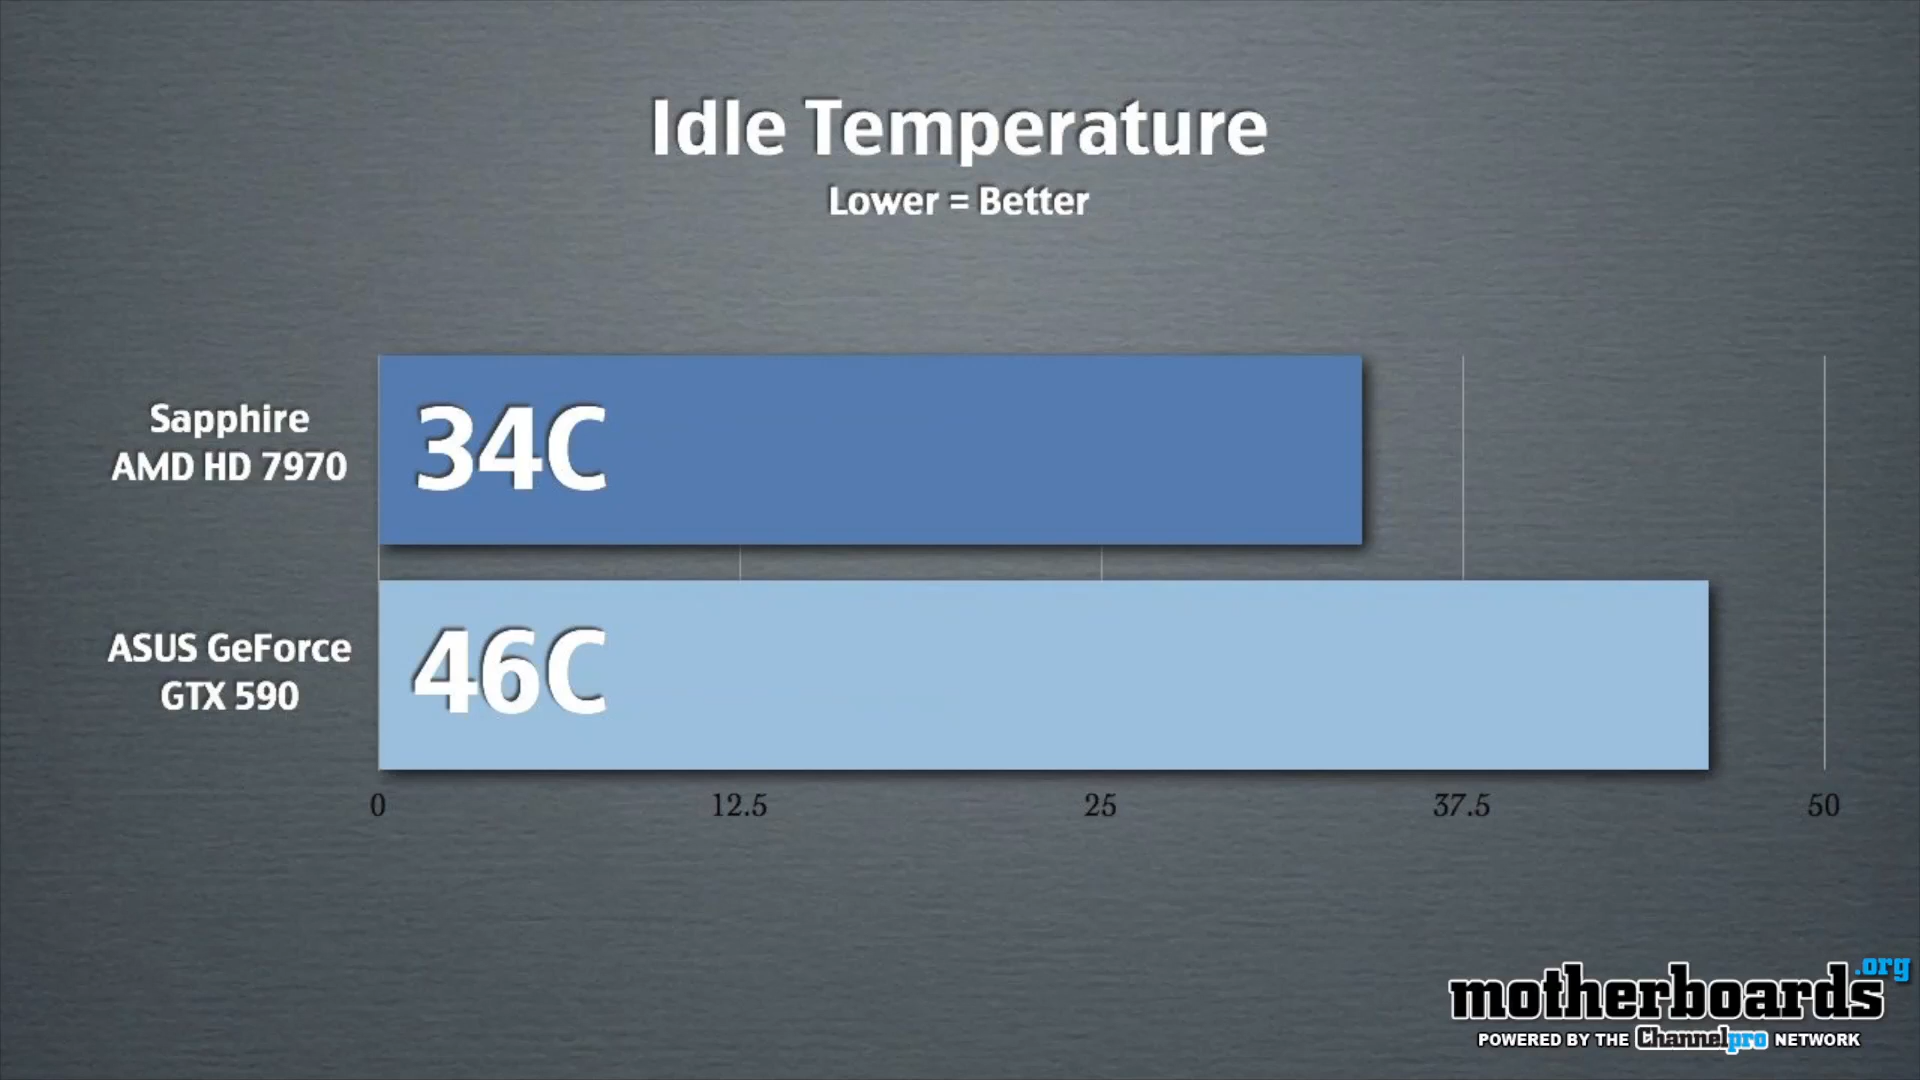 Idle Temperature
Lower = Better
Sapphire
AMD HD 7970
34C
ASUS GeForce
GTX 590
46C
0 12.5 25 37.5 50
motherboards.org
POWERED BY THE Channelpro NETWORK